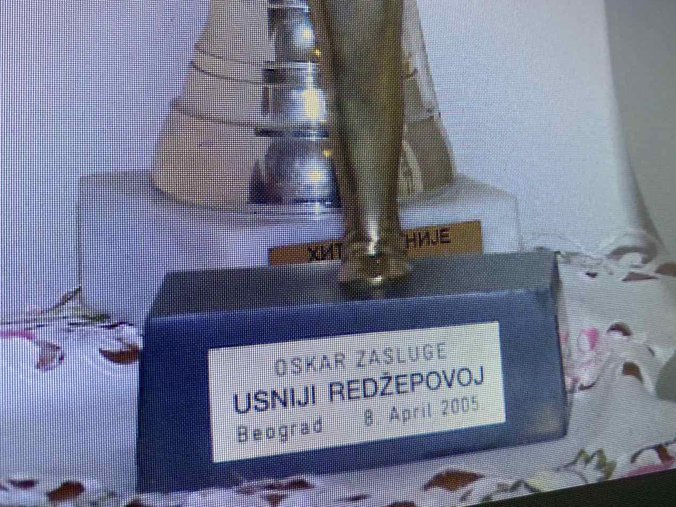 OSKAR ZASLUGE
USNIJI REDŽEPOVOJ
Beograd 8. April 2005.